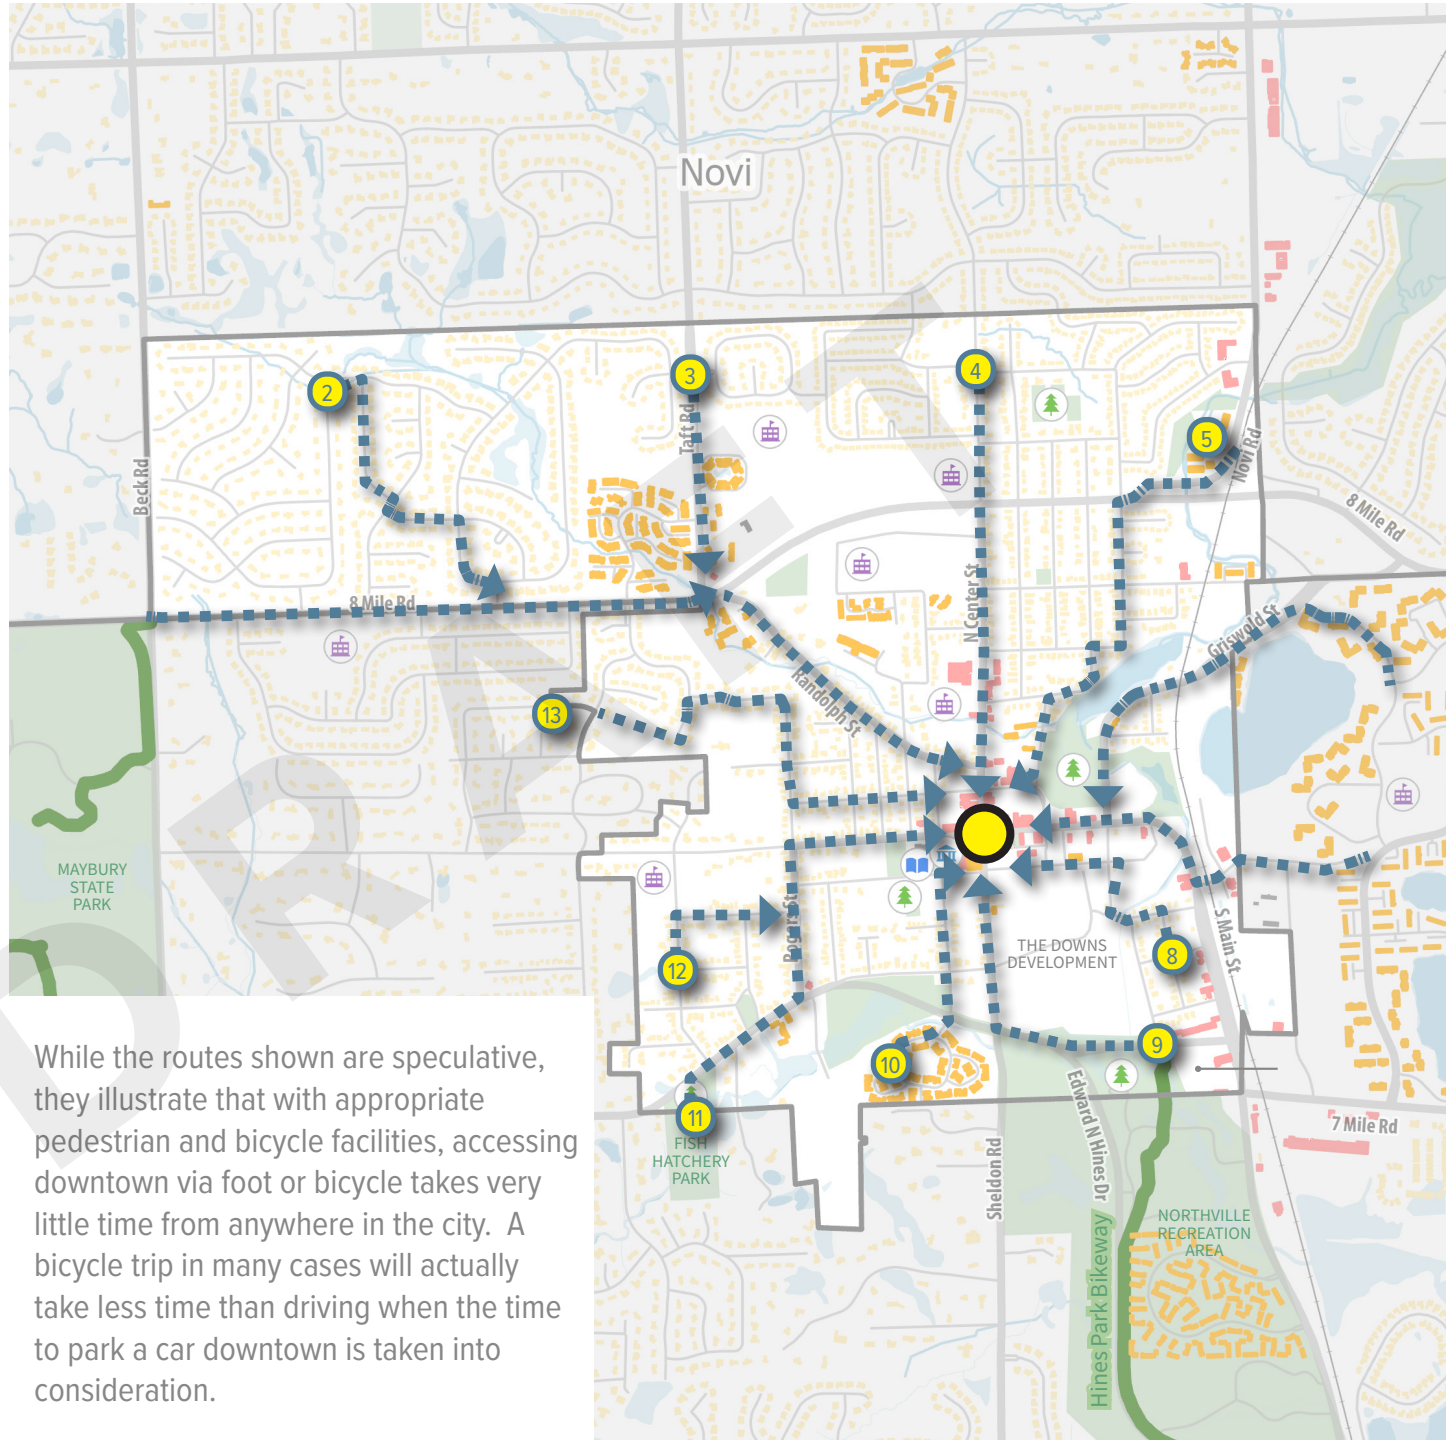 Novi
2
3
4
5
Taft Rd
Beck Rd
Novi Rd
8 Mile Rd
8 Mile Rd
N Center St
Griswold St
Randolph St
13
MAYBURY
STATE
PARK
Rogers St
12
THE DOWNS
DEVELOPMENT
8
S Main St
9
10
11
FISH
HATCHERY
PARK
Edward N Hines Dr
7 Mile Rd
Sheldon Rd
NORTHVILLE
RECREATION
AREA
Hines Park Bikeway
While the routes shown are speculative,
they illustrate that with appropriate
pedestrian and bicycle facilities, accessing
downtown via foot or bicycle takes very
little time from anywhere in the city.  A
bicycle trip in many cases will actually
take less time than driving when the time
to park a car downtown is taken into
consideration.
DRAFT